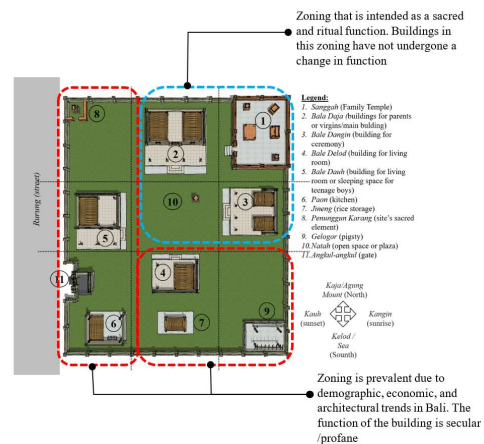 Zoning that is intended as a sacred
and ritual function. Buildings in
this zoning have not undergone a
change in function
Legend:
1. Sanggah (Family Temple)
2. Bala Daja (buildings for parents
or virgins/main bulding)
3. Bale Dangin (building for
ceremony)
4. Bale Delod (building for living
room)
5. Bale Dauh (building for living
room or sleeping space for
teenage boys)
6. Paon (kitchen)
7. Jineng (rice storage)
8. Penunggun Karang (site's sacred
element)
9. Gelogor (pigsty)
10.Natah (open space or plaza)
11.Angkul-angkul (gate)
Rurung (street)
8
1
2
10
3
5
4
11
6
7
9
Kaja/Agung
Mount (North)
Kauh
(sunset)
Kangin
(sunrise)
Kelod /
Sea
(Sounth)
Zoning is prevalent due to
demographic, economic, and
architectural trends in Bali. The
function of the building is secular
/profane